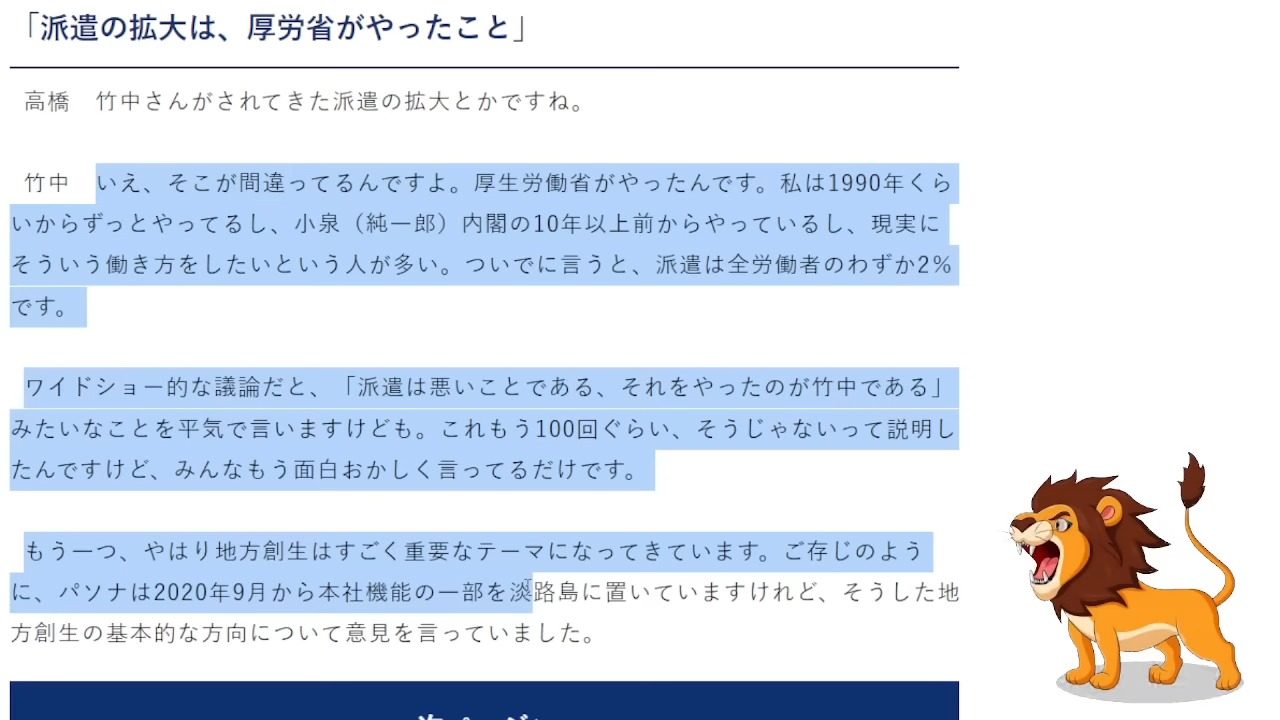 「派遣の拡大は、厚労省がやったこと」
高橋　竹中さんがされてきた派遣の拡大とかですね。
竹中　いえ、そこが間違ってるんですよ。厚生労働省がやったんです。私は1990年くら
いからずっとやってるし、小泉（純一郎）内閣の10年以上前からやっているし、現実に
そういう働き方をしたいという人が多い。ついでに言うと、派遣は全労働者のわずか2％
です。
ワイドショー的な議論だと、「派遣は悪いことである、それをやったのが竹中である」
みたいなことを平気で言いますけども。これもう100回ぐらい、そうじゃないって説明し
たんですけど、みんなもう面白おかしく言ってるだけです。
もう一つ、やはり地方創生はすごく重要なテーマになってきています。ご存じのよう
に、パソナは2020年9月から本社機能の一部を淡路島に置いていますけれど、そうした地
方創生の基本的な方向について意見を言っていました。